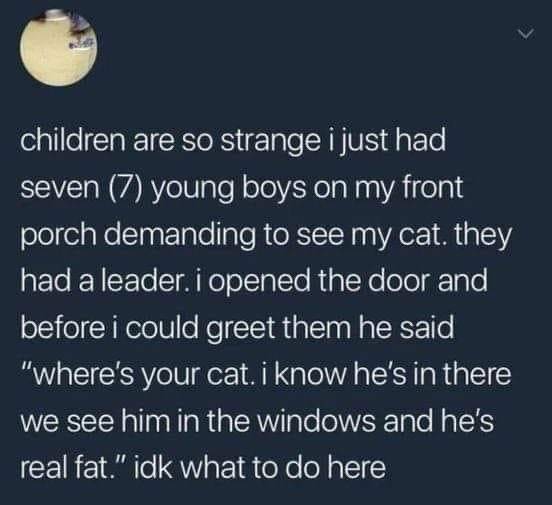 children are so strange i just had
seven (7) young boys on my front
porch demanding to see my cat. they
had a leader. i opened the door and
before i could greet them he said
"where's your cat. i know he's in there
we see him in the windows and he's
real fat." idk what to do here